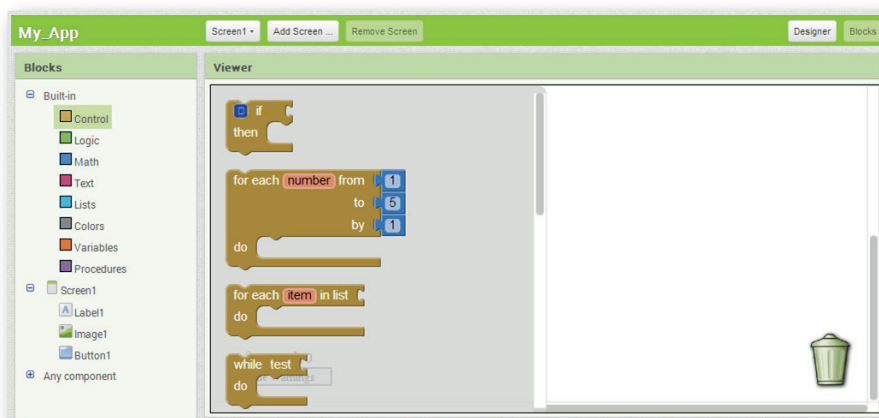 My_App
Screen1
Add Screen ...
Remove Screen
Designer
Blocks
Blocks
Viewer
Built-in
Control
Logic
Math
Text
Lists
Colors
Variables
Procedures
Screen1
Label1
Image1
Button1
Any component
if
then
for each number from 1
to 5
by 1
do
for each item in list
do
while test
do